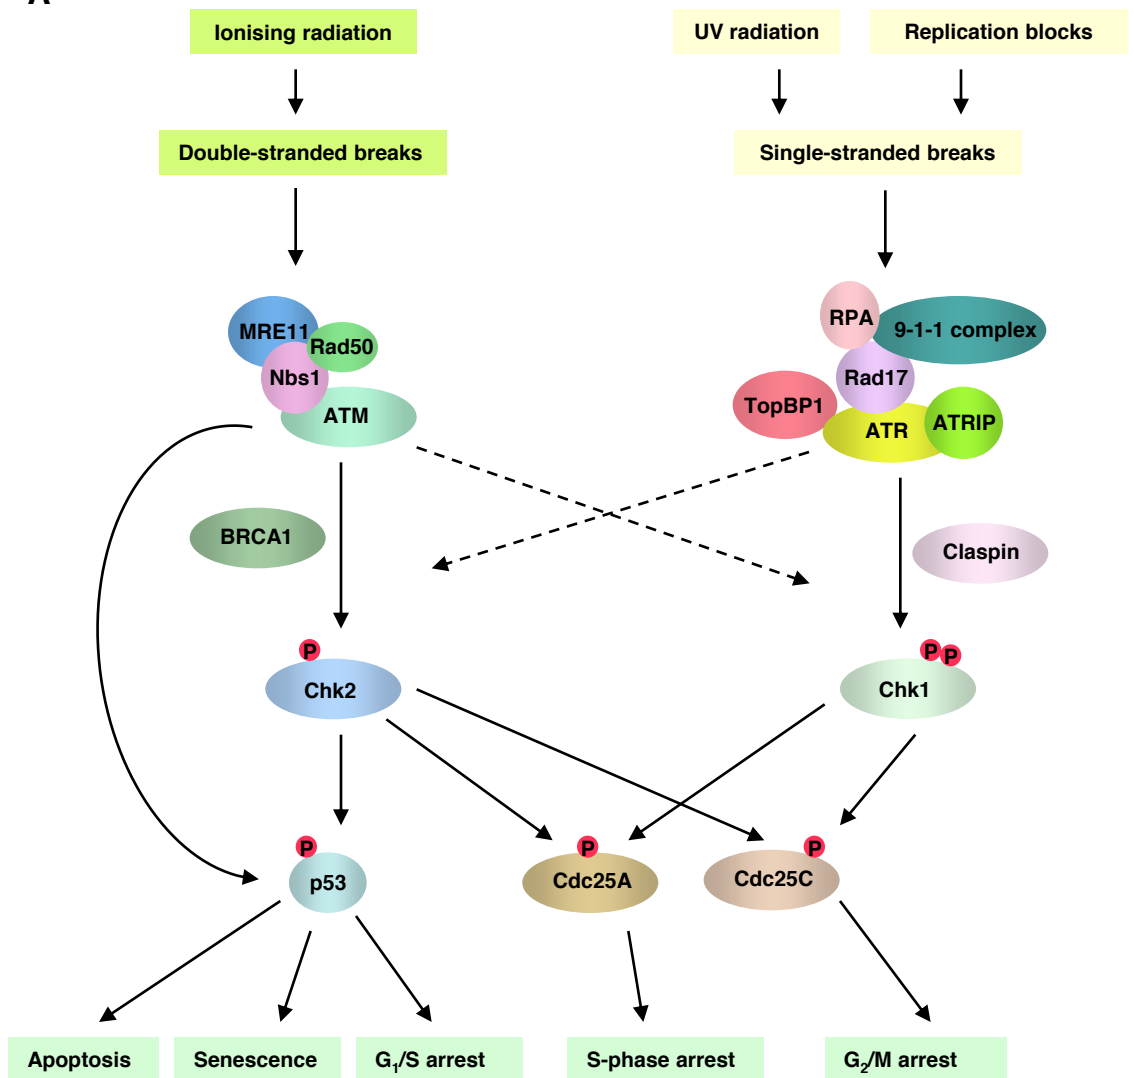 A
Ionising radiation
UV radiation
Replication blocks
Double-stranded breaks
Single-stranded breaks
MRE11
Rad50
Nbs1
ATM
RPA
9-1-1 complex
Rad17
TopBP1
ATR
ATRIP
BRCA1
Claspin
P
Chk2
P
P
Chk1
P
p53
P
Cdc25A
P
Cdc25C
Apoptosis
Senescence
G₁/S arrest
S-phase arrest
G₂/M arrest